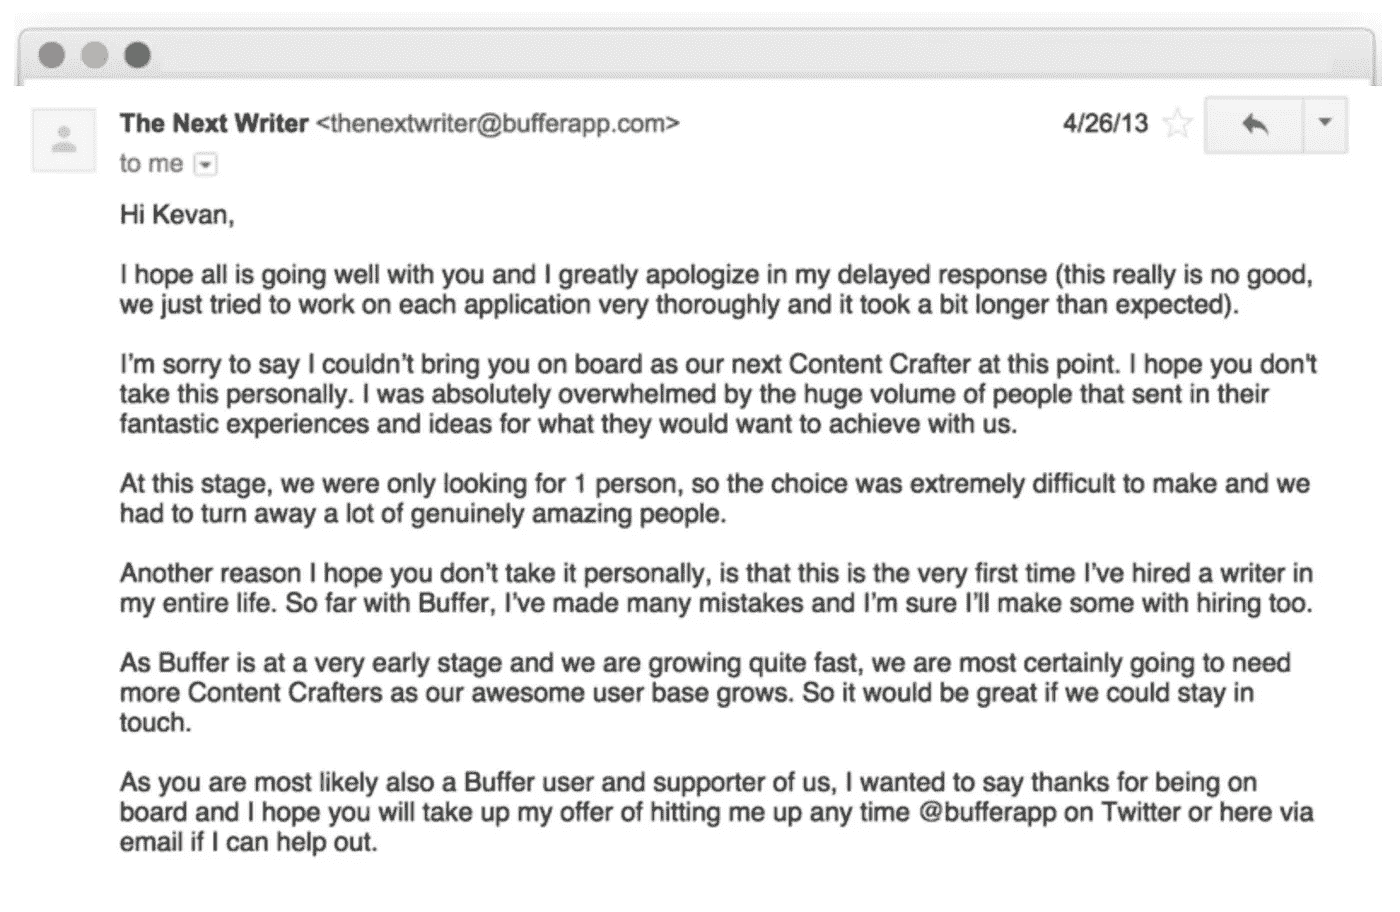 The Next Writer <thenextwriter@bufferapp.com>
4/26/13
to me
Hi Kevan,
I hope all is going well with you and I greatly apologize in my delayed response (this really is no good,
we just tried to work on each application very thoroughly and it took a bit longer than expected).
I'm sorry to say I couldn't bring you on board as our next Content Crafter at this point. I hope you don't
take this personally. I was absolutely overwhelmed by the huge volume of people that sent in their
fantastic experiences and ideas for what they would want to achieve with us.
At this stage, we were only looking for 1 person, so the choice was extremely difficult to make and we
had to turn away a lot of genuinely amazing people.
Another reason I hope you don't take it personally, is that this is the very first time I've hired a writer in
my entire life. So far with Buffer, I've made many mistakes and I'm sure I'll make some with hiring too.
As Buffer is at a very early stage and we are growing quite fast, we are most certainly going to need
more Content Crafters as our awesome user base grows. So it would be great if we could stay in
touch.
As you are most likely also a Buffer user and supporter of us, I wanted to say thanks for being on
board and I hope you will take up my offer of hitting me up any time @bufferapp on Twitter or here via
email if I can help out.